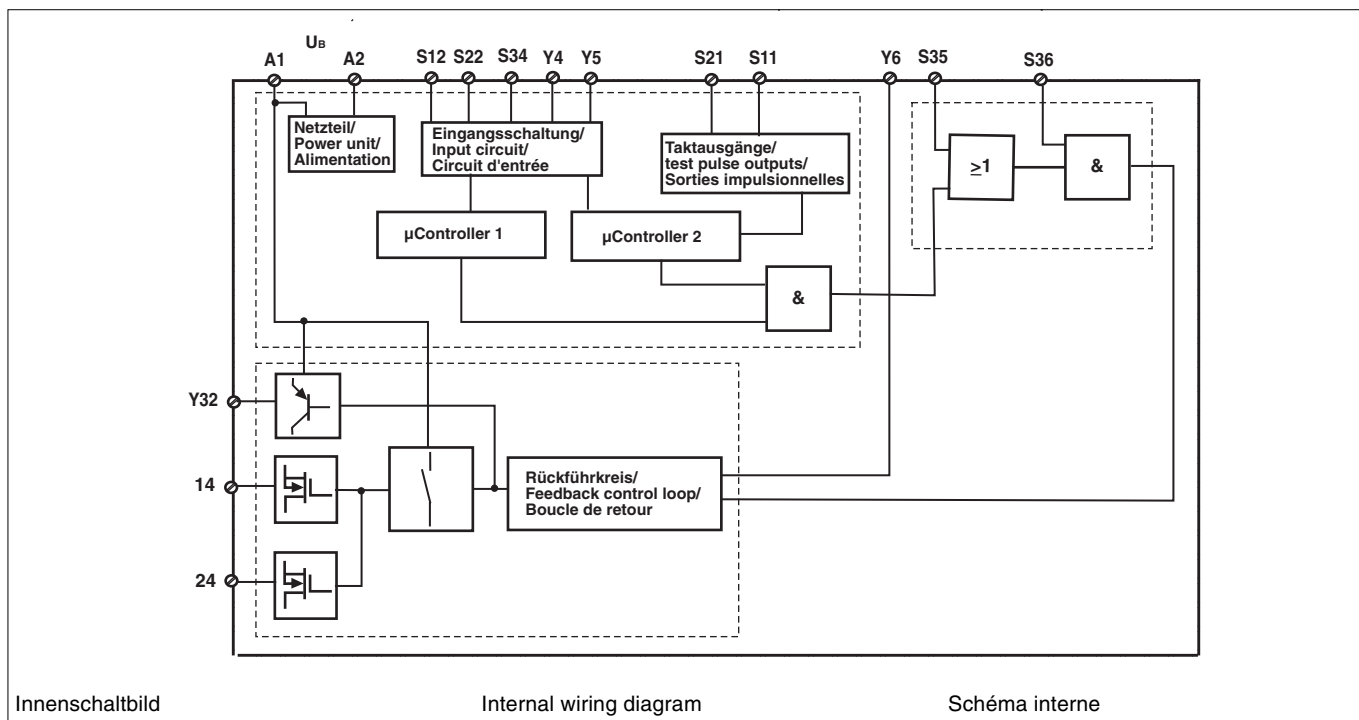 UB
A1 A2 S12 S22 S34 Y4 Y5 S21 S11 Y6 S35 S36
Netzteil/
Power unit/
Alimentation
Eingangsschaltung/
Input circuit/
Circuit d'entrée
Taktausgänge/
test pulse outputs/
Sorties impulsionnelles
≥1
&
µController 1
µController 2
&
Y32
14
24
Rückführkreis/
Feedback control loop/
Boucle de retour
Innenschaltbild Internal wiring diagram Schéma interne